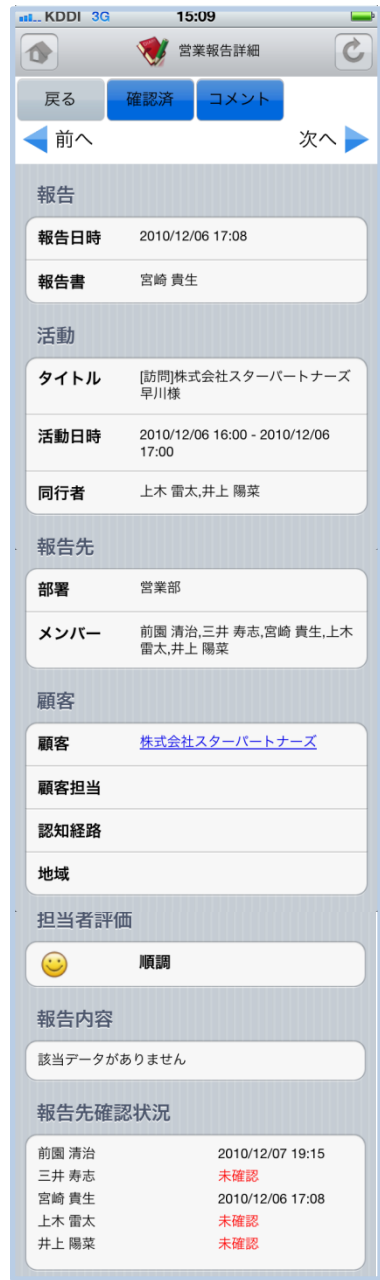 KDDI 3G 15:09
営業報告詳細
戻る 確認済 コメント
前へ 次へ
報告
報告日時 2010/12/06 17:08
報告書 宮崎 貴生
活動
タイトル [訪問]株式会社スターパートナーズ
早川様
活動日時 2010/12/06 16:00 - 2010/12/06
17:00
同行者 上木 雷太,井上 陽菜
報告先
部署 営業部
メンバー 前園 清治,三井 寿志,宮崎 貴生,上木
雷太,井上 陽菜
顧客
顧客 株式会社スターパートナーズ
顧客担当
認知経路
地域
担当者評価
順調
報告内容
該当データがありません
報告先確認状況
前園 清治 2010/12/07 19:15
三井 寿志 未確認
宮崎 貴生 2010/12/06 17:08
上木 雷太 未確認
井上 陽菜 未確認